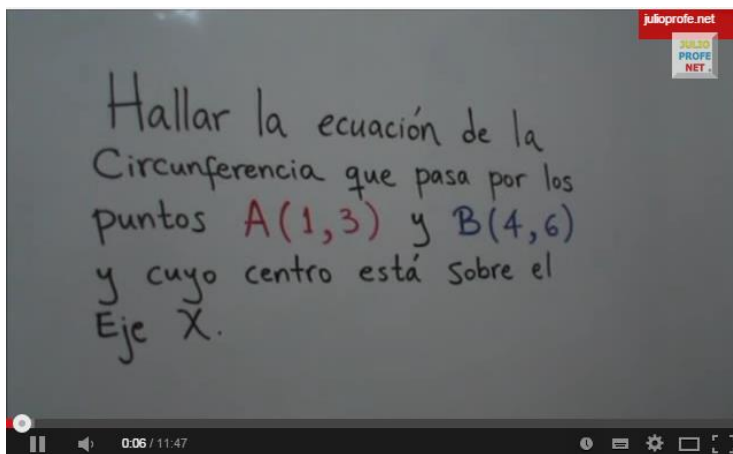 julioprofe.net
JULIO
PROFE
NET
Hallar la ecuación de la
Circunferencia que pasa por los
puntos A(1,3) y B(4,6)
y cuyo centro está sobre el
Eje X.
0:06 / 11:47